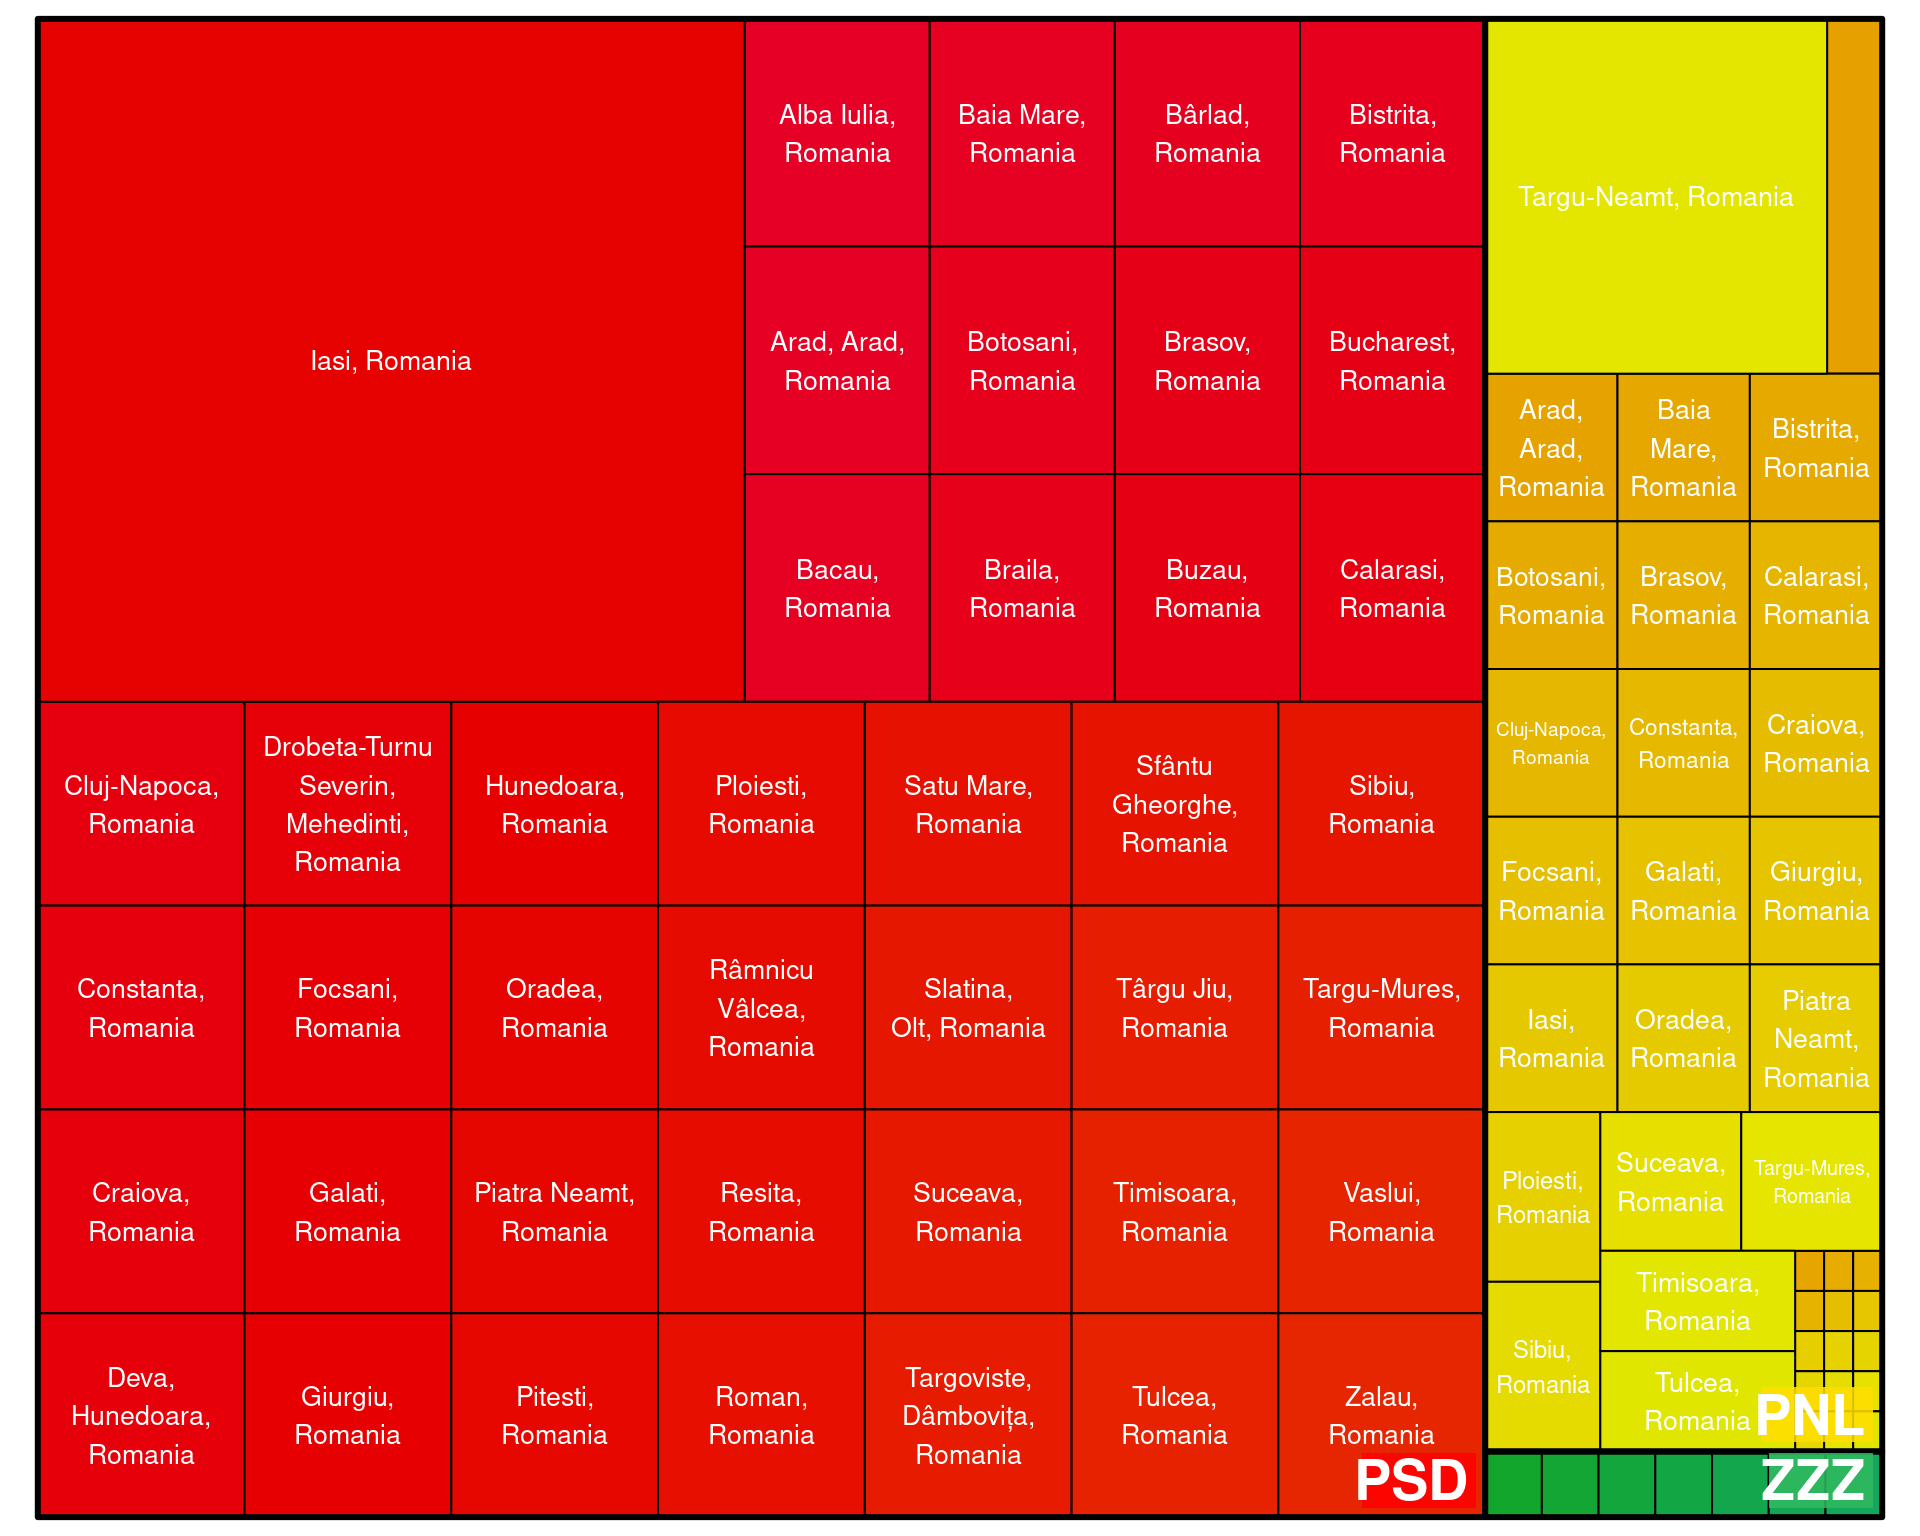 Iasi, Romania
Alba Iulia,
Romania
Baia Mare,
Romania
Bârlad,
Romania
Bistrita,
Romania
Arad, Arad,
Romania
Botosani,
Romania
Brasov,
Romania
Bucharest,
Romania
Bacau,
Romania
Braila,
Romania
Buzau,
Romania
Calarasi,
Romania
Cluj-Napoca,
Romania
Drobeta-Turnu
Severin,
Mehedinti,
Romania
Hunedoara,
Romania
Ploiesti,
Romania
Satu Mare,
Romania
Sfântu
Gheorghe,
Romania
Sibiu,
Romania
Constanta,
Romania
Focsani,
Romania
Oradea,
Romania
Râmnicu
Vâlcea,
Romania
Slatina,
Olt, Romania
Târgu Jiu,
Romania
Targu-Mures,
Romania
Craiova,
Romania
Galati,
Romania
Piatra Neamt,
Romania
Resita,
Romania
Suceava,
Romania
Timisoara,
Romania
Vaslui,
Romania
Deva,
Hunedoara,
Romania
Giurgiu,
Romania
Pitesti,
Romania
Roman,
Romania
Targoviste,
Dâmbovița,
Romania
Tulcea,
Romania
Zalau,
Romania
PSD
Targu-Neamt, Romania
Arad,
Arad,
Romania
Baia
Mare,
Romania
Bistrita,
Romania
Botosani,
Romania
Brasov,
Romania
Calarasi,
Romania
Cluj-Napoca,
Romania
Constanta,
Romania
Craiova,
Romania
Focsani,
Romania
Galati,
Romania
Giurgiu,
Romania
Iasi,
Romania
Oradea,
Romania
Piatra
Neamt,
Romania
Ploiesti,
Romania
Suceava,
Romania
Targu-Mures,
Romania
Sibiu,
Romania
Timisoara,
Romania
Tulcea,
Romania
PNL
ZZZ